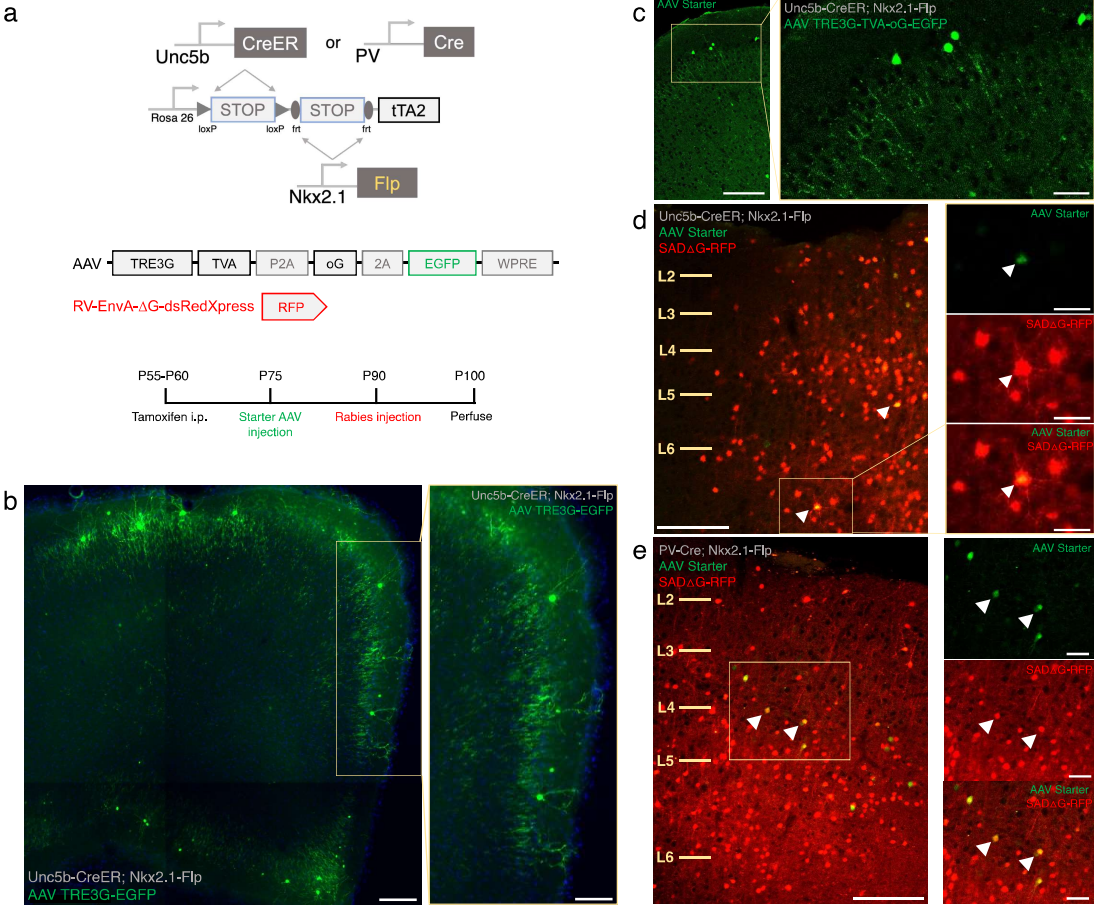 a
Unc5b
CreER
or
PV
Cre
Rosa 26
STOP
STOP
tTA2
loxP
loxP
frt
frt
Nkx2.1
Flp
AAV
TRE3G
TVA
P2A
oG
2A
EGFP
WPRE
RV-EnvA-ΔG-dsRedXpress
RFP
P55-P60
P75
P90
P100
Tamoxifen i.p.
Starter AAV
injection
Rabies injection
Perfuse
b
Unc5b-CreER; Nkx2.1-Flp
AAV TRE3G-EGFP
Unc5b-CreER; Nkx2.1-Flp
AAV TRE3G-EGFP
c
AAV Starter
Unc5b-CreER; Nkx2.1-Flp
AAV TRE3G-TVA-oG-EGFP
d
Unc5b-CreER; Nkx2.1-Flp
AAV Starter
SADΔG-RFP
L2
L3
L4
L5
L6
AAV Starter
SADΔG-RFP
AAV Starter
SADΔG-RFP
e
PV-Cre; Nkx2.1-Flp
AAV Starter
SADΔG-RFP
L2
L3
L4
L5
L6
AAV Starter
SADΔG-RFP
AAV Starter
SADΔG-RFP